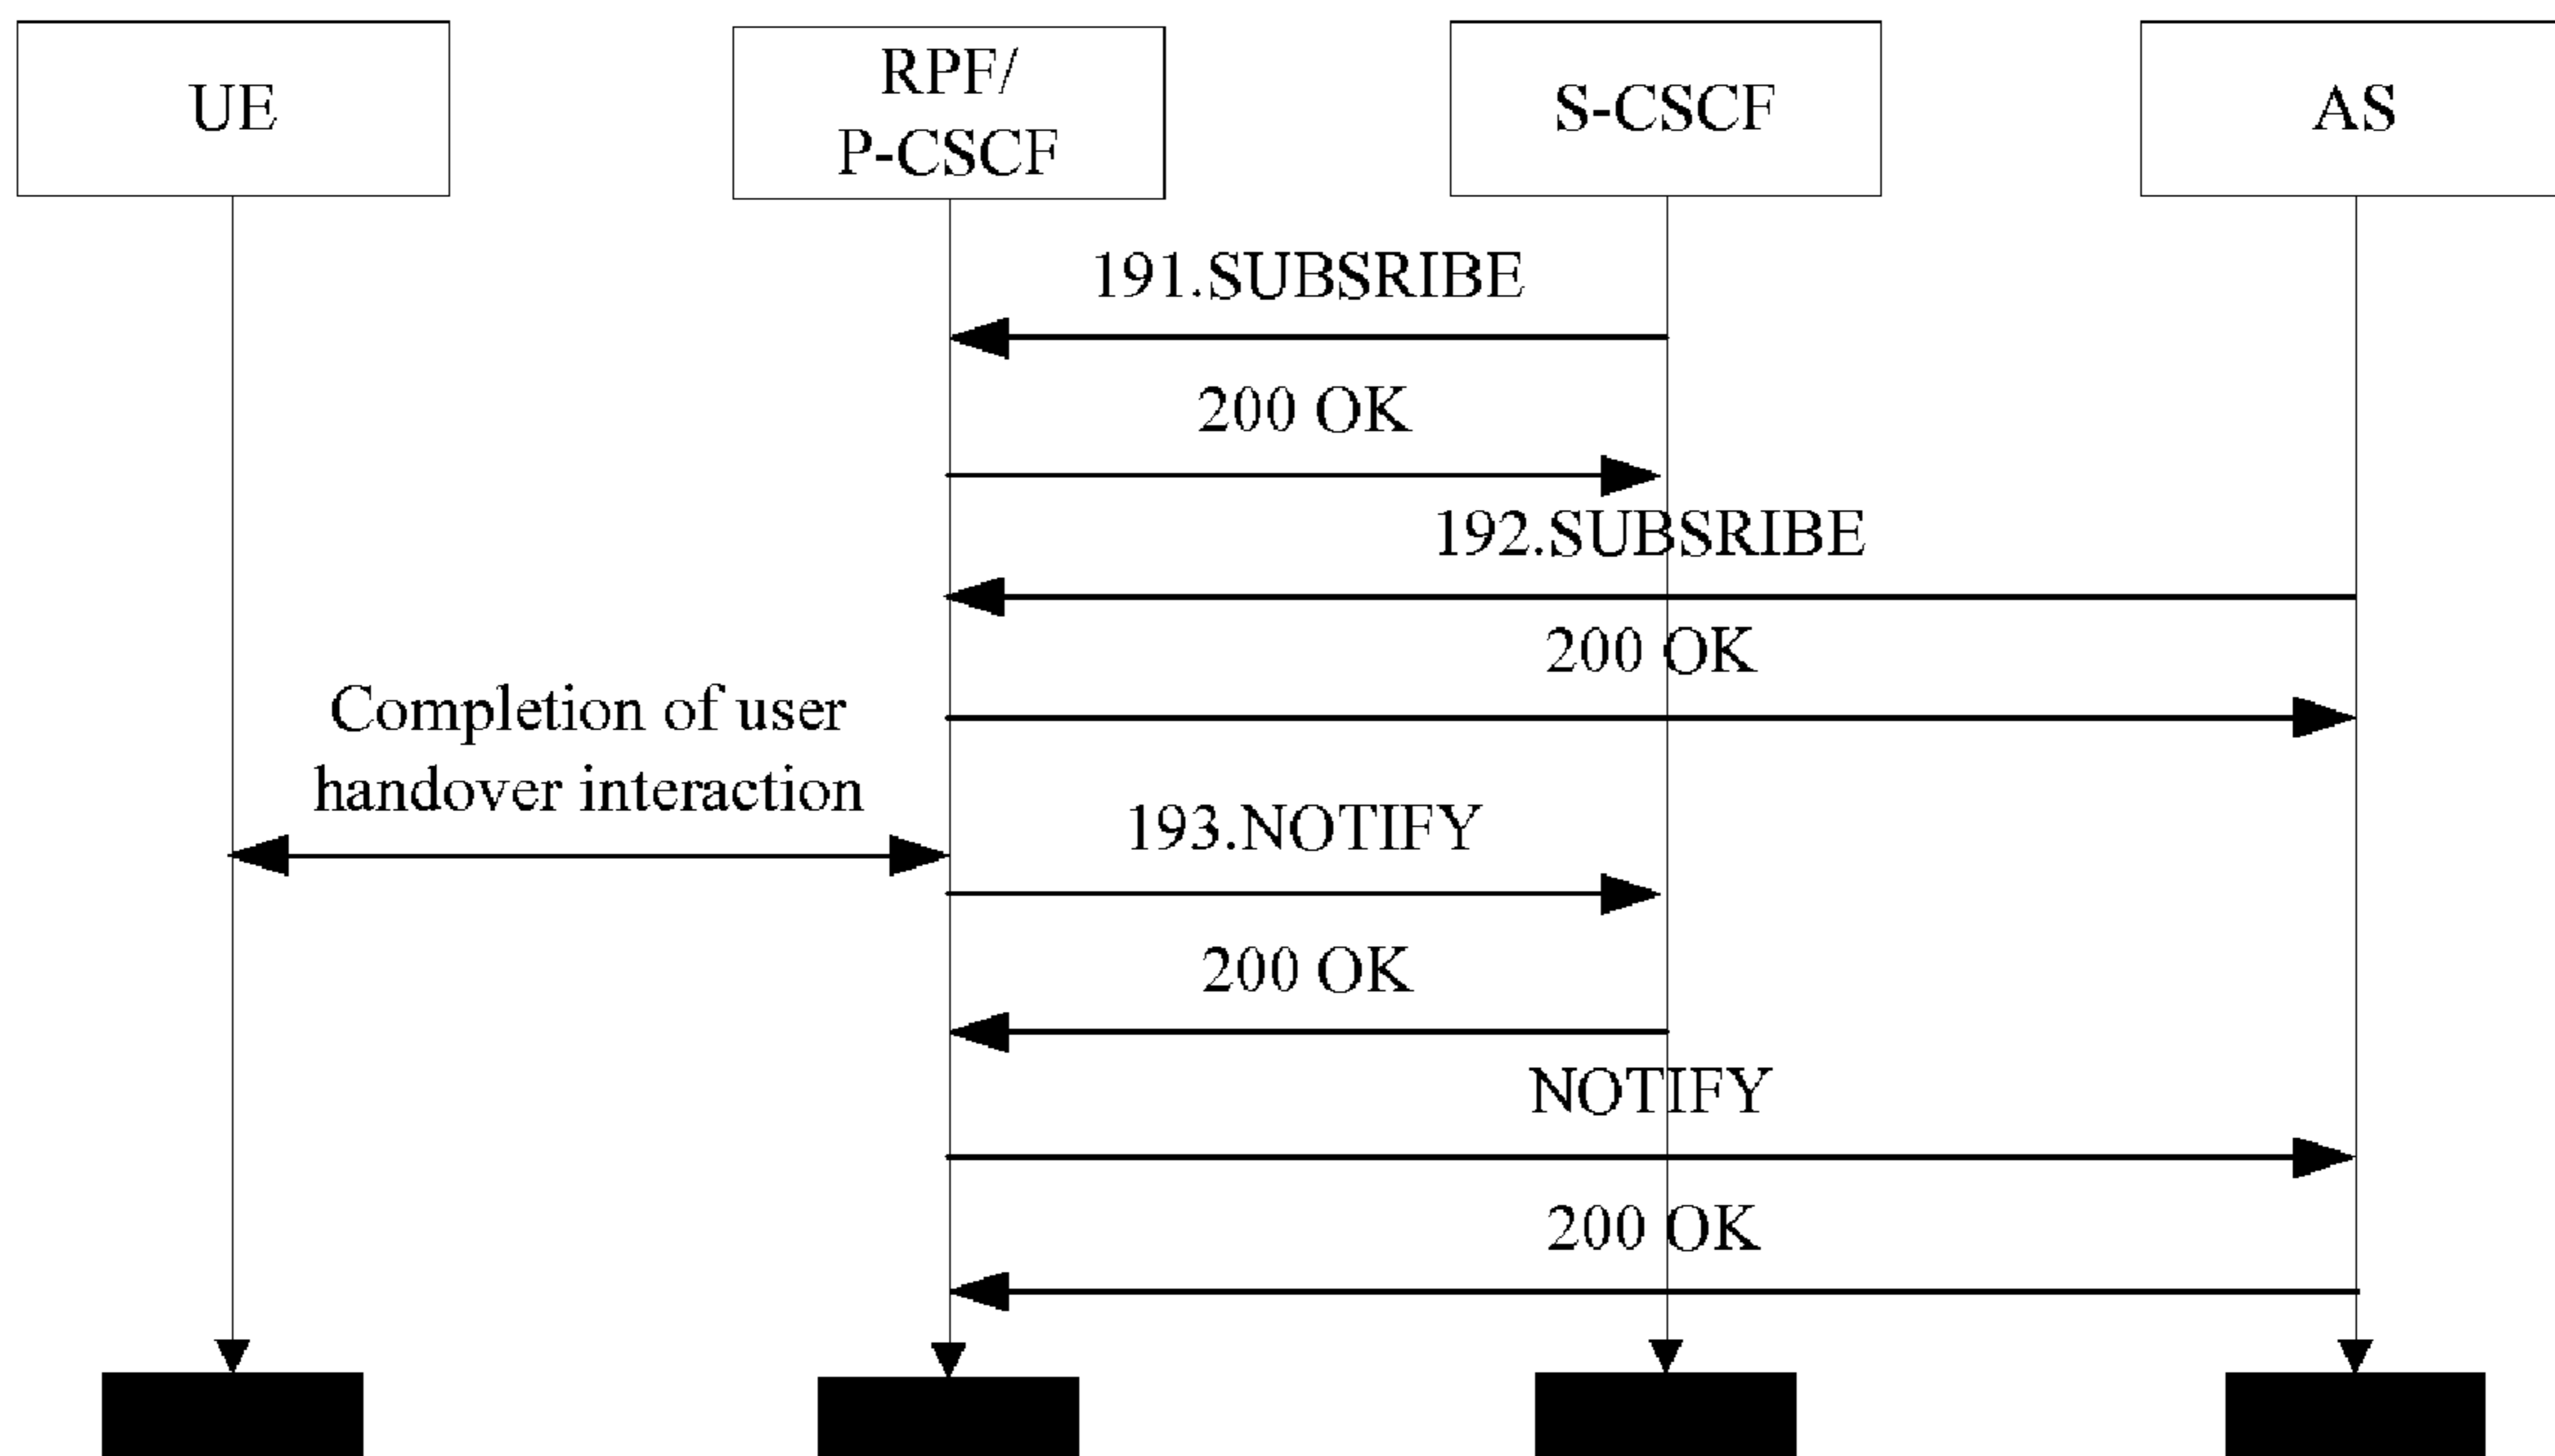 UE
RPF/
P-CSCF
S-CSCF
AS
191.SUBSRIBE
200 OK
192.SUBSRIBE
200 OK
Completion of user
handover interaction
193.NOTIFY
200 OK
NOTIFY
200 OK